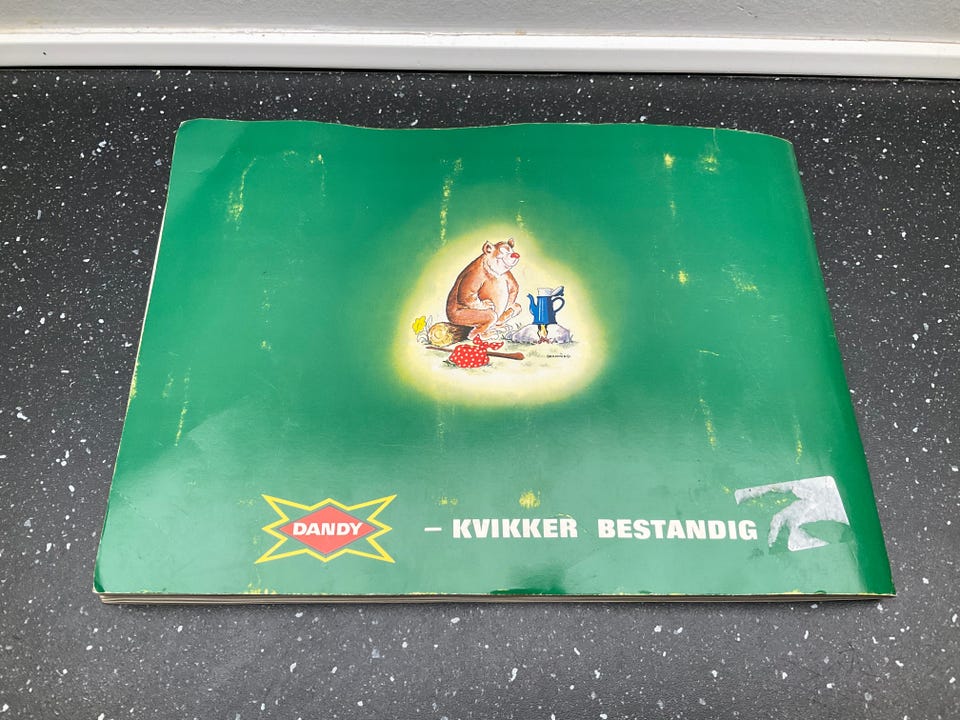 DANDY – KVIKKER BESTANDIG